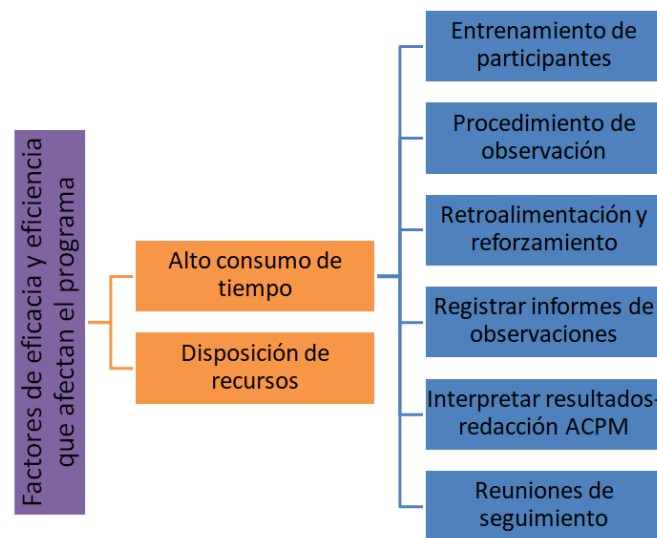 Factores de eficacia y eficiencia
que afectan el programa
Alto consumo de
tiempo
Disposición de
recursos
Entrenamiento de
participantes
Procedimiento de
observación
Retroalimentación y
reforzamiento
Registrar informes de
observaciones
Interpretar resultados-
redacción ACPM
Reuniones de
seguimiento